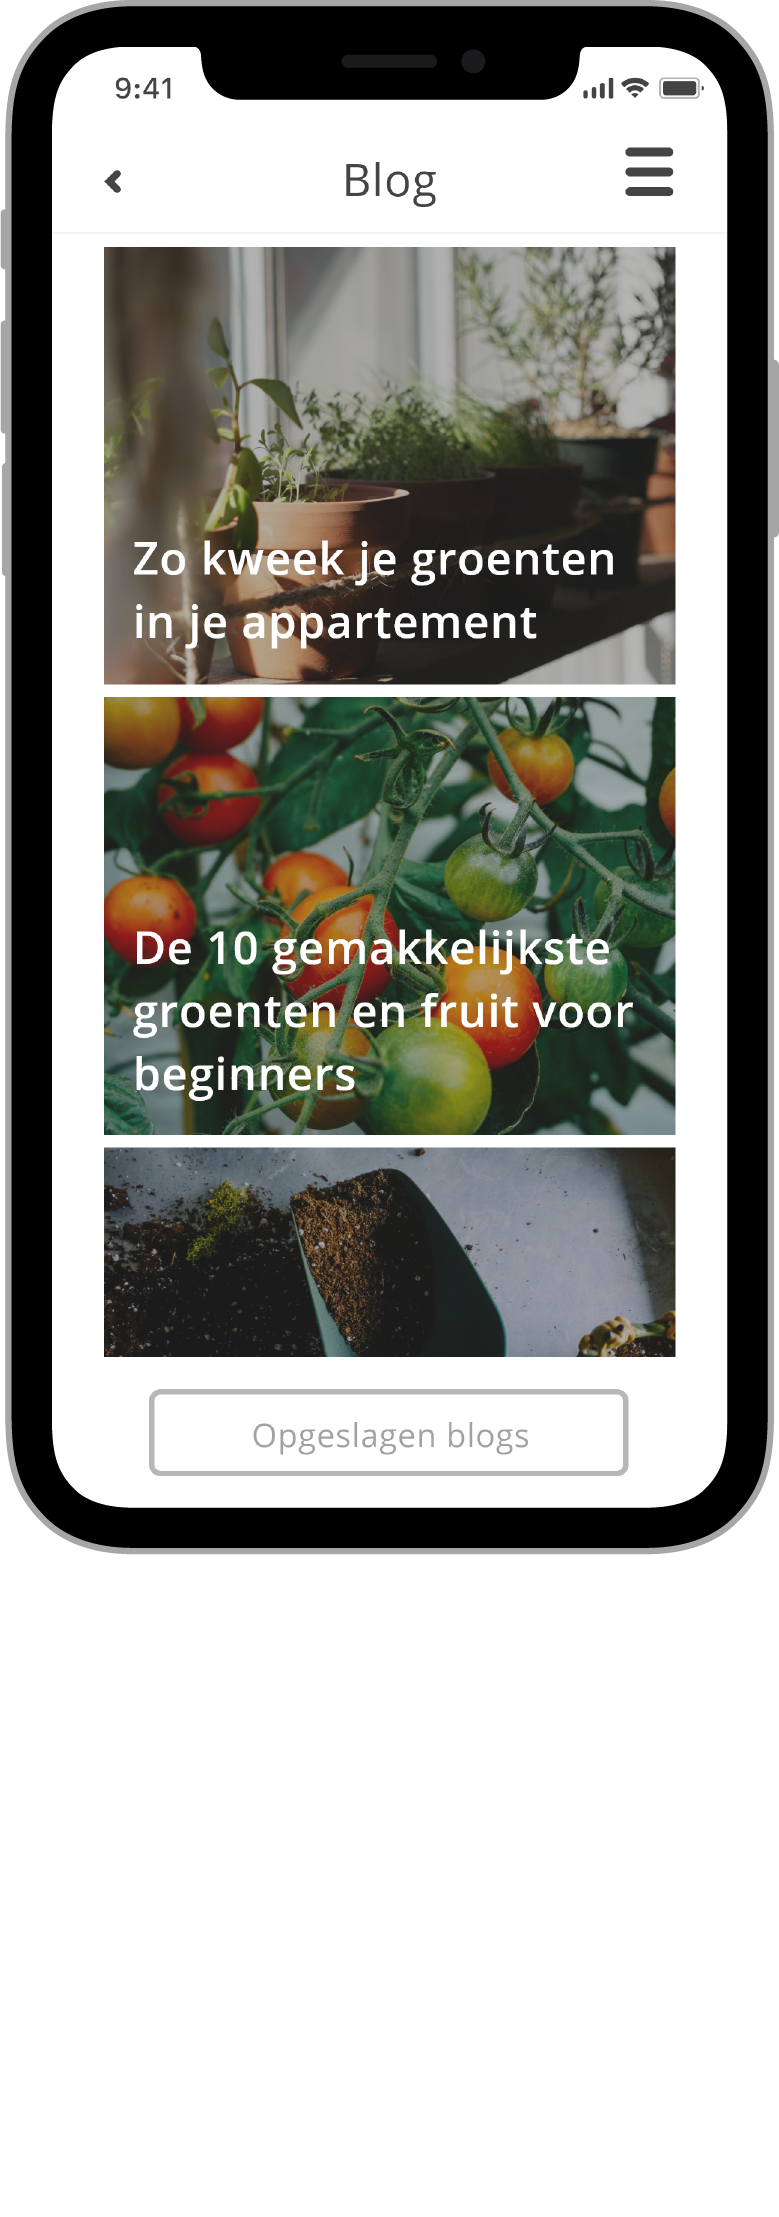 9:41
Blog
Zo kweek je groenten
in je appartement
De 10 gemakkelijkste
groenten en fruit voor
beginners
Opgeslagen blogs